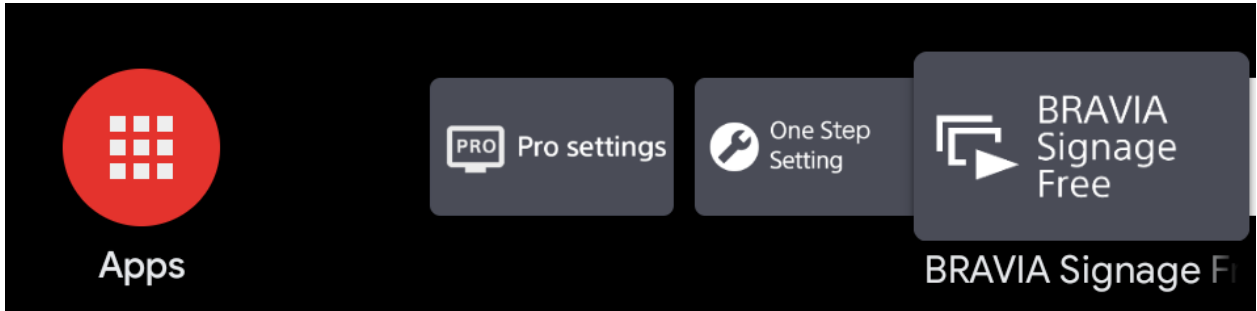 Apps
PRO
Pro settings
One Step
Setting
BRAVIA
Signage
Free
BRAVIA Signage